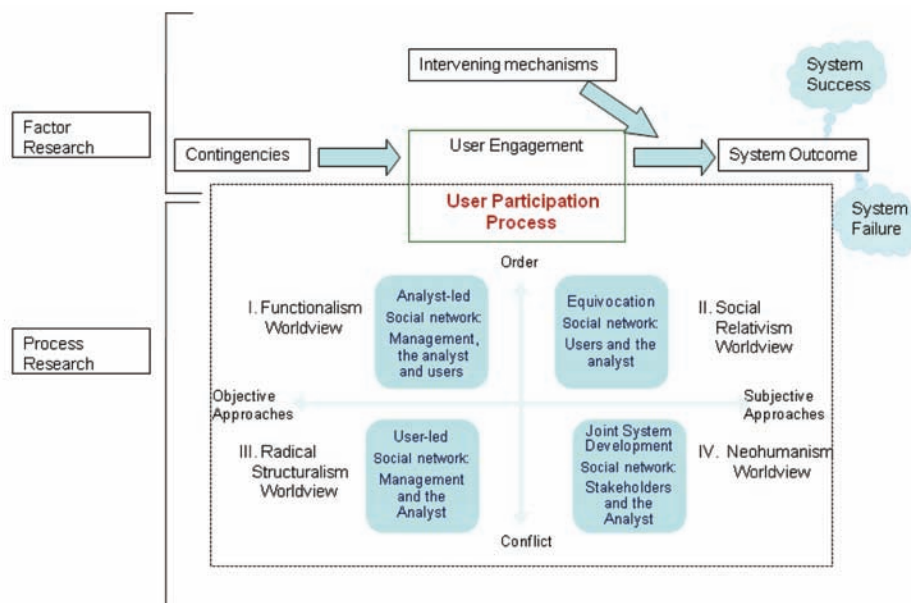 System
Success
Intervening mechanisms
Factor
Research
Contingencies
User Engagement
System Outcome
User Participation
Process
System
Failure
Order
I. Functionalism
Worldview
Analyst-led
Social network:
Management,
the analyst
and users
Equivocation
Social network:
Users and the
analyst
II. Social
Relativism
Worldview
Process
Research
Objective
Approaches
Subjective
Approaches
III. Radical
Structuralism
Worldview
User-led
Social network:
Management
and the
Analyst
Joint System
Development
Social network:
Stakeholders
and the
Analyst
IV. Neohumanism
Worldview
Conflict